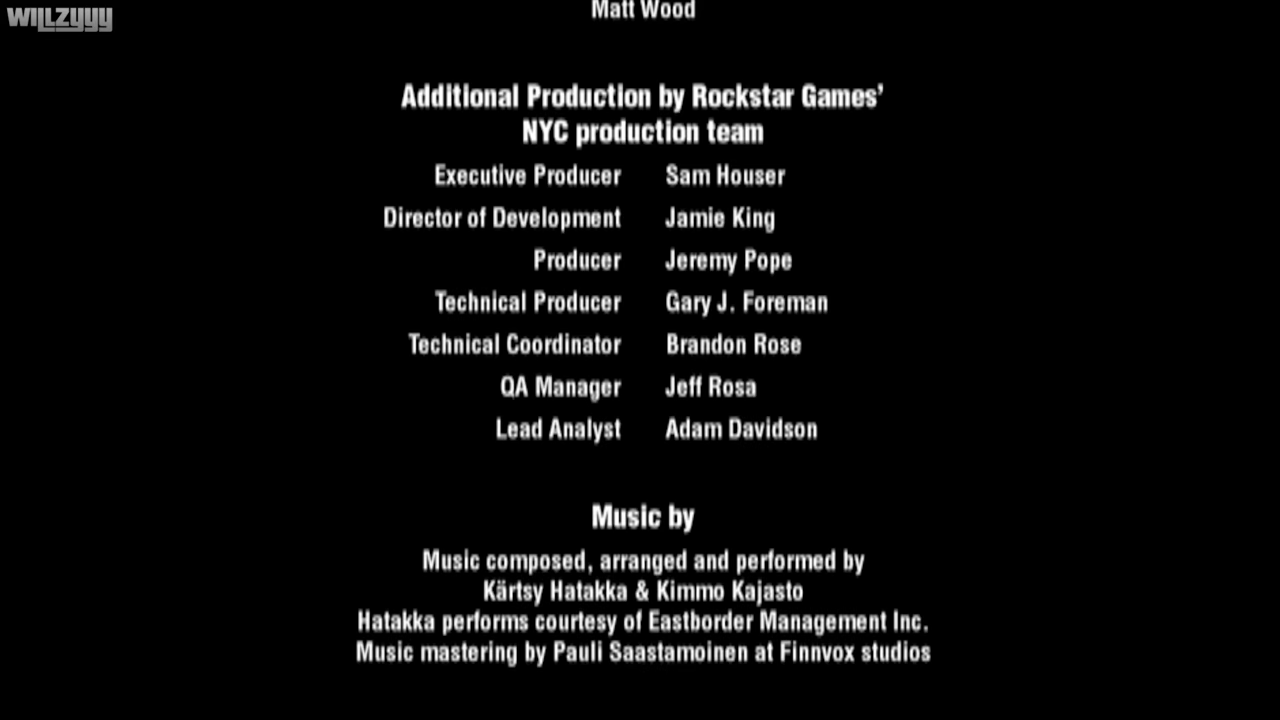 WILLZYYY
Matt Wood
Additional Production by Rockstar Games'
NYC production team
Executive Producer Sam Houser
Director of Development Jamie King
Producer Jeremy Pope
Technical Producer Gary J. Foreman
Technical Coordinator Brandon Rose
QA Manager Jeff Rosa
Lead Analyst Adam Davidson
Music by
Music composed, arranged and performed by
Kärtsy Hatakka & Kimmo Kajasto
Hatakka performs courtesy of Eastborder Management Inc.
Music mastering by Pauli Saastamoinen at Finnvox studios